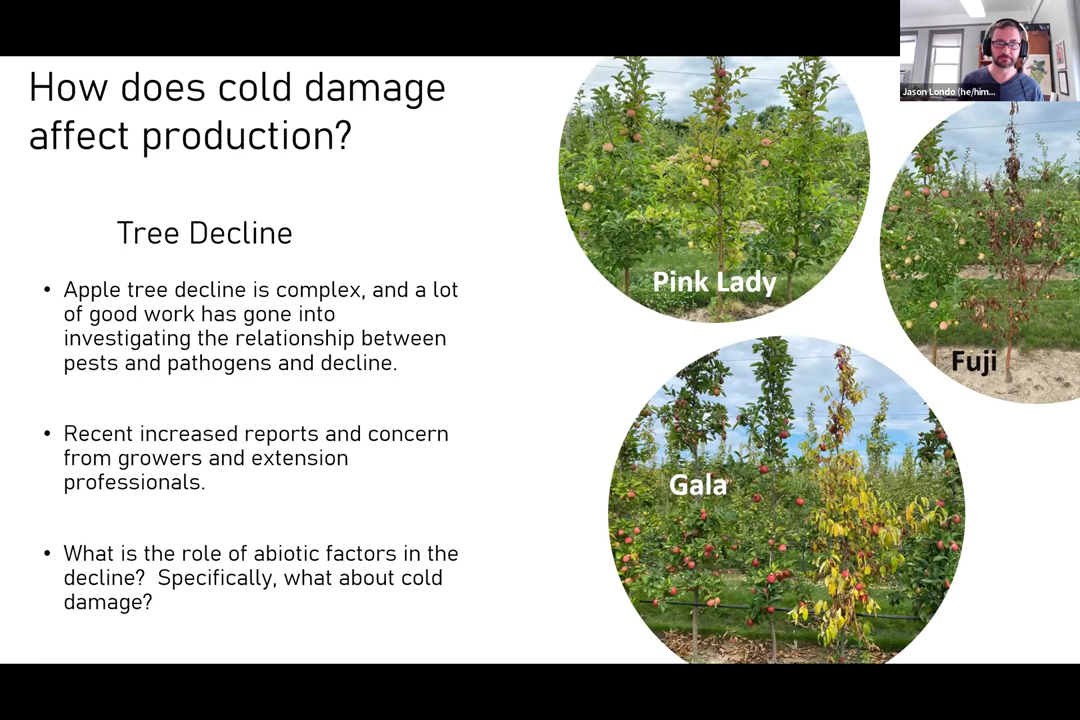 How does cold damage
affect production?
Jason Londo (he/him...
Tree Decline
• Apple tree decline is complex, and a lot
of good work has gone into
investigating the relationship between
pests and pathogens and decline.
• Recent increased reports and concern
from growers and extension
professionals.
• What is the role of abiotic factors in the
decline?  Specifically, what about cold
damage?
Pink Lady
Fuji
Gala